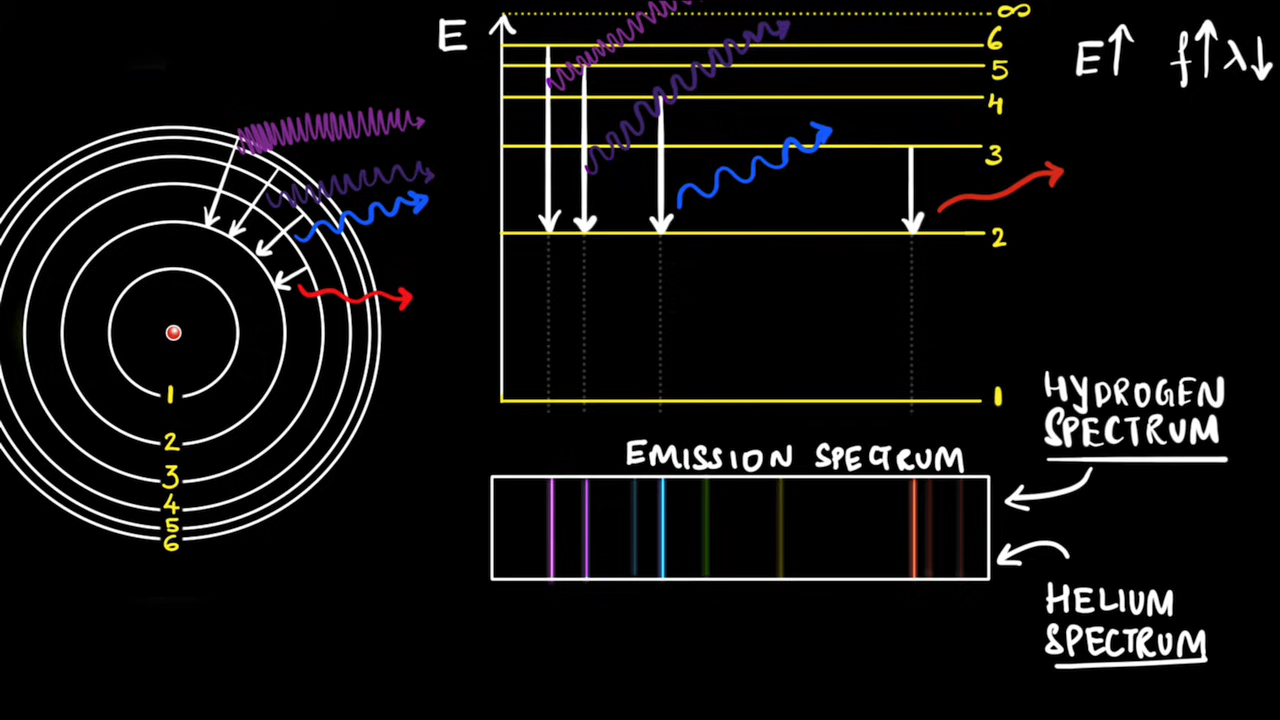 E
∞
6
5
4
3
2
1
E↑ f↑ λ↓
1
2
3
4
5
6
EMISSION SPECTRUM
HYDROGEN
SPECTRUM
HELIUM
SPECTRUM